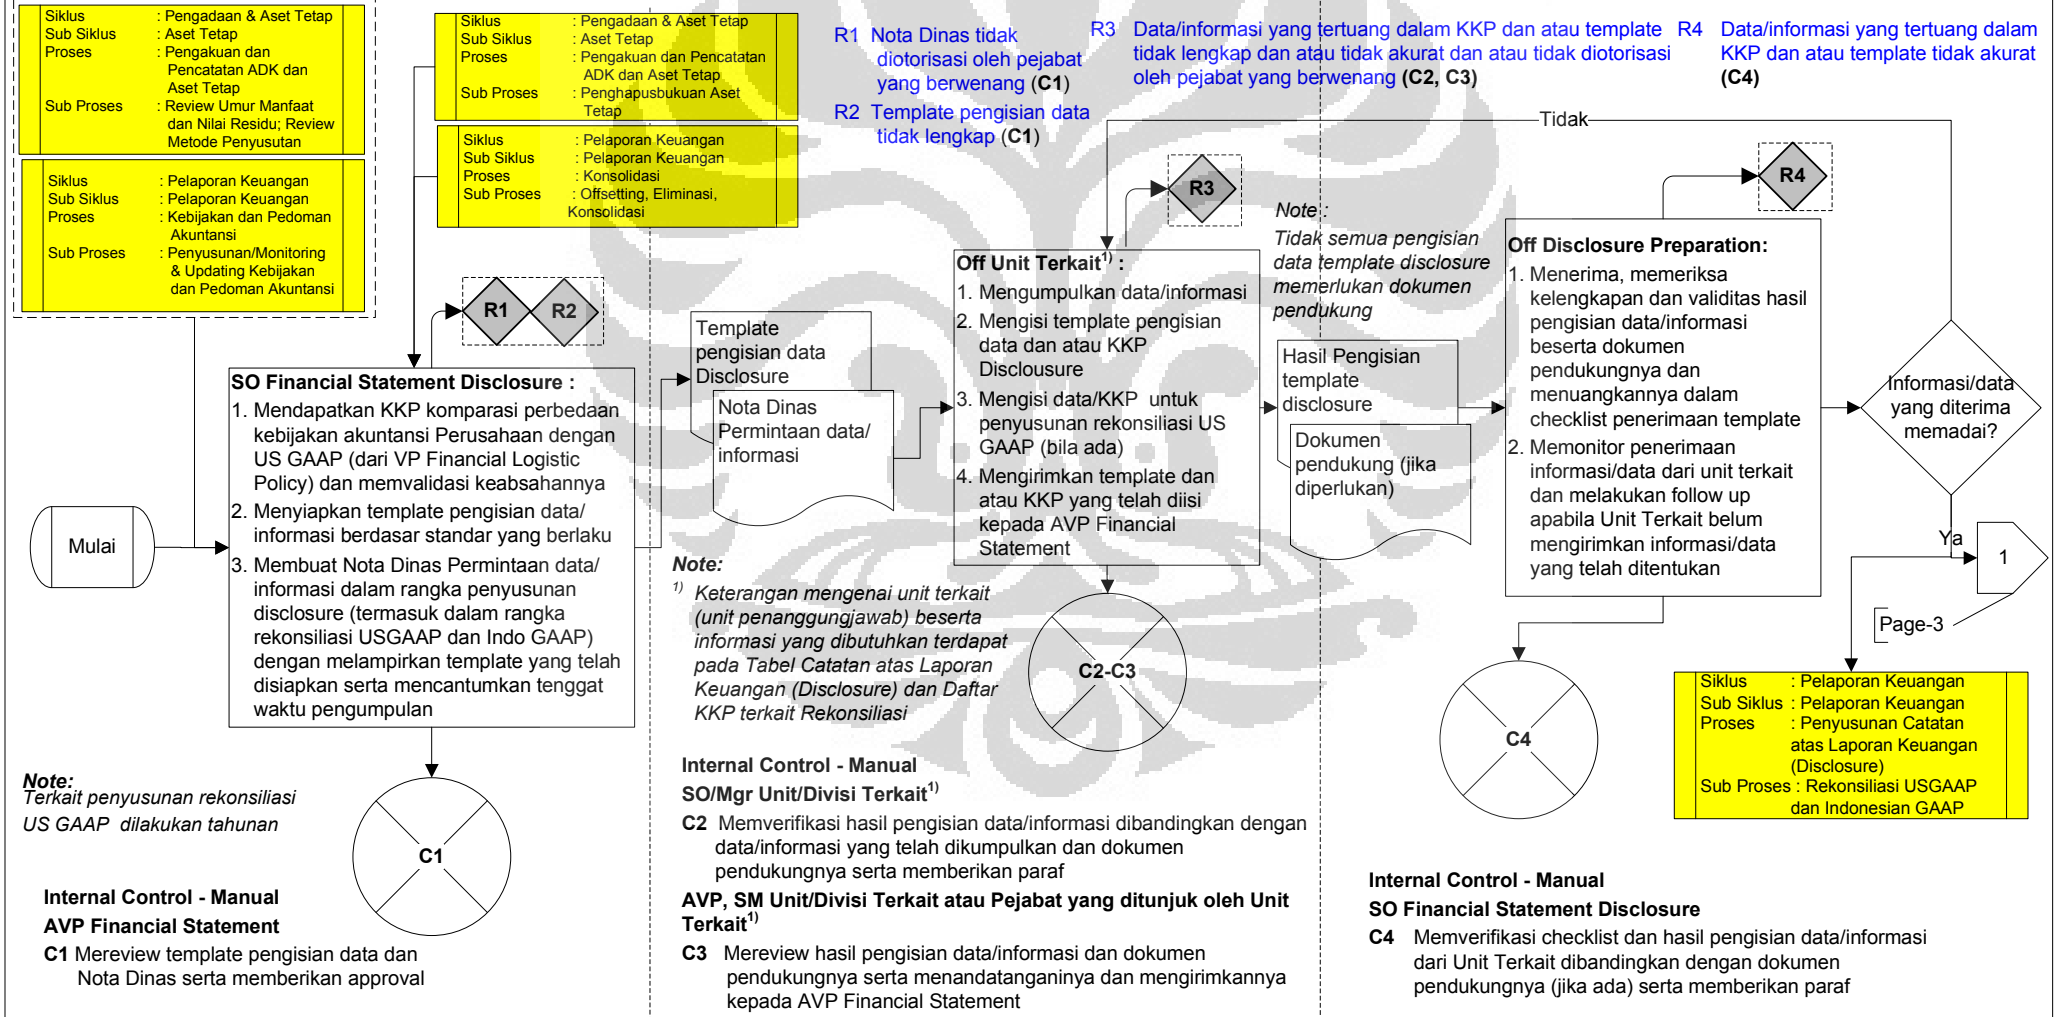 Siklus : Pengadaan & Aset Tetap
Sub Siklus : Aset Tetap
Proses : Pengakuan dan
Pencatatan ADK dan
Aset Tetap
Sub Proses : Review Umur Manfaat
dan Nilai Residu; Review
Metode Penyusutan
Siklus : Pelaporan Keuangan
Sub Siklus : Pelaporan Keuangan
Proses : Kebijakan dan Pedoman
Akuntansi
Sub Proses : Penyusunan/Monitoring
& Updating Kebijakan
dan Pedoman Akuntansi
Siklus : Pengadaan & Aset Tetap
Sub Siklus : Aset Tetap
Proses : Pengakuan dan Pencatatan
ADK dan Aset Tetap
Sub Proses : Penghapusbukuan Aset
Tetap
Siklus : Pelaporan Keuangan
Sub Siklus : Pelaporan Keuangan
Proses : Konsolidasi
Sub Proses : Offsetting, Eliminasi,
Konsolidasi
R1 Nota Dinas tidak
diotorisasi oleh pejabat
yang berwenang (C1)
R2 Template pengisian data
tidak lengkap (C1)
R3 Data/informasi yang tertuang dalam KKP dan atau template
tidak lengkap dan atau tidak akurat dan atau tidak diotorisasi
oleh pejabat yang berwenang (C2, C3)
R4 Data/informasi yang tertuang dalam
KKP dan atau template tidak akurat
(C4)
Tidak
R1
R2
R3
R4
Mulai
SO Financial Statement Disclosure :
1. Mendapatkan KKP komparasi perbedaan
kebijakan akuntansi Perusahaan dengan
US GAAP (dari VP Financial Logistic
Policy) dan memvalidasi keabsahannya
2. Menyiapkan template pengisian data/
informasi berdasar standar yang berlaku
3. Membuat Nota Dinas Permintaan data/
informasi dalam rangka penyusunan
disclosure (termasuk dalam rangka
rekonsiliasi USGAAP dan Indo GAAP)
dengan melampirkan template yang telah
disiapkan serta mencantumkan tenggat
waktu pengumpulan
C1
Note:
Terkait penyusunan rekonsiliasi
US GAAP dilakukan tahunan
Internal Control - Manual
AVP Financial Statement
C1 Mereview template pengisian data dan
Nota Dinas serta memberikan approval
Template
pengisian data
Disclosure
Nota Dinas
Permintaan data/
informasi
Off Unit Terkait1) :
1. Mengumpulkan data/informasi
2. Mengisi template pengisian
data dan atau KKP
Disclousure
3. Mengisi data/KKP untuk
penyusunan rekonsiliasi US
GAAP (bila ada)
4. Mengirimkan template dan
atau KKP yang telah diisi
kepada AVP Financial
Statement
C2-C3
Note:
1) Keterangan mengenai unit terkait
(unit penanggungjawab) beserta
informasi yang dibutuhkan terdapat
pada Tabel Catatan atas Laporan
Keuangan (Disclosure) dan Daftar
KKP terkait Rekonsiliasi
Internal Control - Manual
SO/Mgr Unit/Divisi Terkait1)
C2 Memverifikasi hasil pengisian data/informasi dibandingkan dengan
data/informasi yang telah dikumpulkan dan dokumen
pendukungnya serta memberikan paraf
AVP, SM Unit/Divisi Terkait atau Pejabat yang ditunjuk oleh Unit
Terkait1)
C3 Mereview hasil pengisian data/informasi dan dokumen
pendukungnya serta menandatanganinya dan mengirimkannya
kepada AVP Financial Statement
Note :
Tidak semua pengisian
data template disclosure
memerlukan dokumen
pendukung
Hasil Pengisian
template
disclosure
Dokumen
pendukung (jika
diperlukan)
Off Disclosure Preparation:
1. Menerima, memeriksa
kelengkapan dan validitas hasil
pengisian data/informasi
beserta dokumen
pendukungnya dan
menuangkannya dalam
checklist penerimaan template
2. Memonitor penerimaan
informasi/data dari unit terkait
dan melakukan follow up
apabila Unit Terkait belum
mengirimkan informasi/data
yang telah ditentukan
Informasi/data
yang diterima
memadai?
Ya
1
Page-3
C4
Siklus : Pelaporan Keuangan
Sub Siklus : Pelaporan Keuangan
Proses : Penyusunan Catatan
atas Laporan Keuangan
(Disclosure)
Sub Proses : Rekonsiliasi USGAAP
dan Indonesian GAAP
Internal Control - Manual
SO Financial Statement Disclosure
C4 Memverifikasi checklist dan hasil pengisian data/informasi
dari Unit Terkait dibandingkan dengan dokumen
pendukungnya (jika ada) serta memberikan paraf